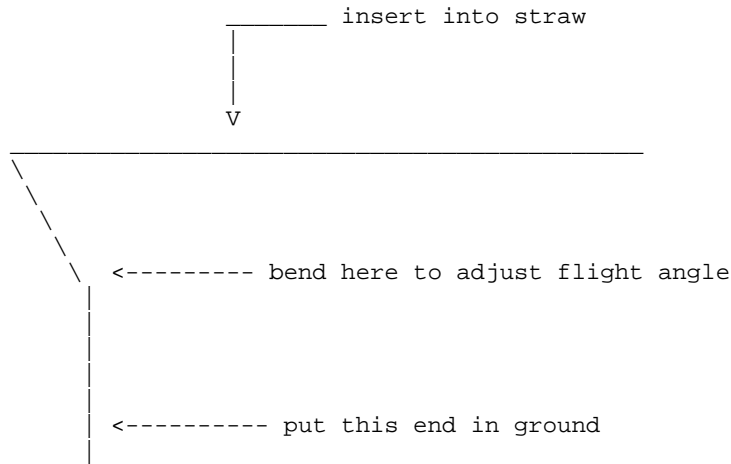 insert into straw
bend here to adjust flight angle
put this end in ground